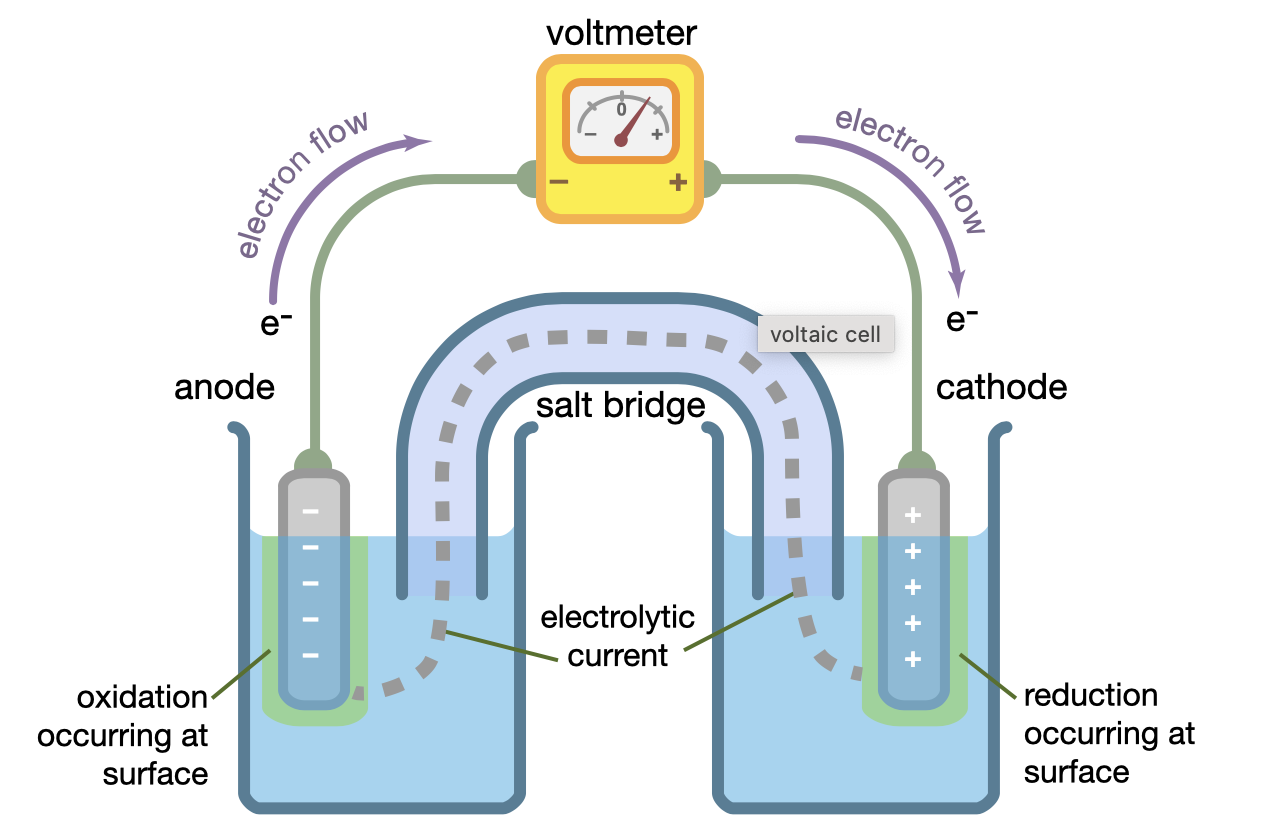 voltmeter
electron flow
electron flow
0
− +
− +
e⁻
e⁻
voltaic cell
anode
cathode
salt bridge
−
−
−
−
−
+
+
+
+
+
electrolytic
current
oxidation
occurring at
surface
reduction
occurring at
surface